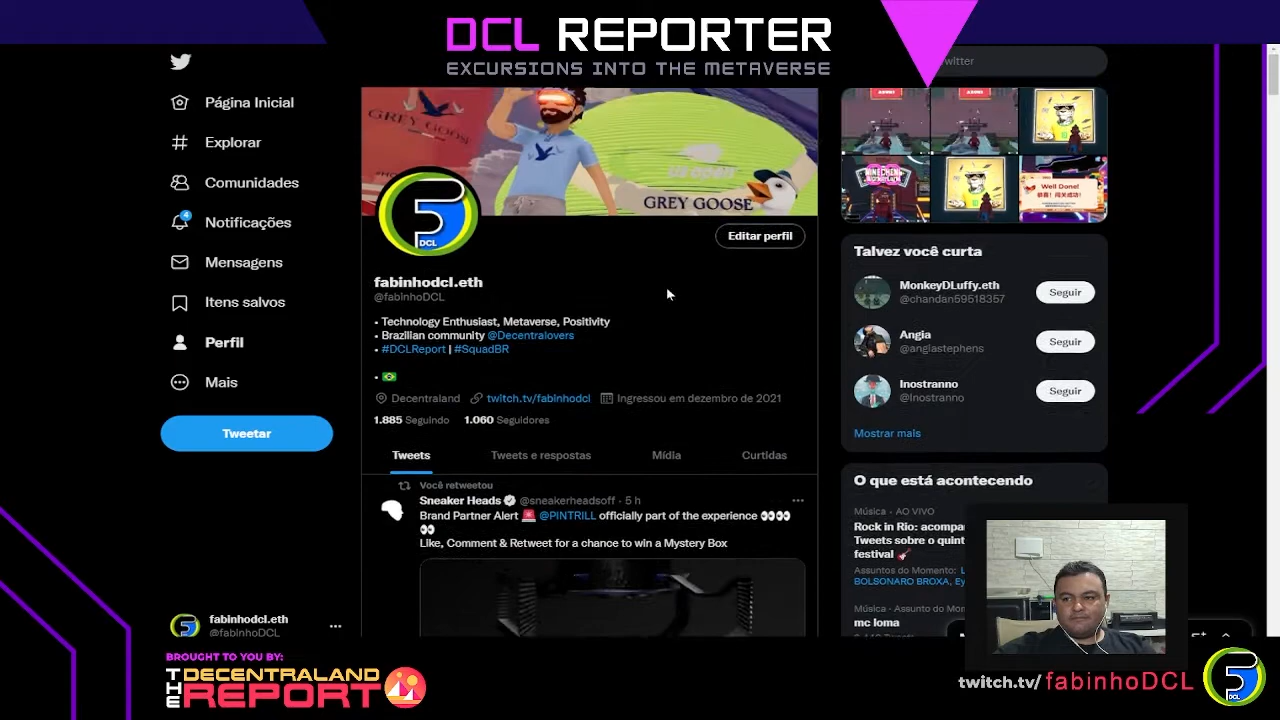 DCL REPORTER
EXCURSIONS INTO THE METAVERSE
Página Inicial
Explorar
Comunidades
4
Notificações
Mensagens
Itens salvos
Perfil
Mais
Tweetar
fabinhodcl.eth
@fabinhoDCL
GREY GOOSE
GREY GOOSE
DCL
Editar perfil
fabinhodcl.eth
@fabinhoDCL
• Technology Enthusiast, Metaverse, Positivity
• Brazilian community @Decentralovers
• #DCLReport | #SquadBR
•
Decentraland twitch.tv/fabinhodcl Ingressou em dezembro de 2021
1.885 Seguindo 1.060 Seguidores
Tweets Tweets e respostas Mídia Curtidas
Você retweetou
Sneaker Heads @sneakerheadsoff · 5 h
Brand Partner Alert 🚨 @PINTRILL officially part of the experience 👀👀
👀
Like, Comment & Retweet for a chance to win a Mystery Box
witter
Well Done!
Talvez você curta
MonkeyDLuffy.eth
@chandan59518357
Seguir
Angia
@angiastephens
Seguir
Inostranno
@Inostranno
Seguir
Mostrar mais
O que está acontecendo
Música · AO VIVO
Rock in Rio: acompa
Tweets sobre o quint
festival 🎸
Assuntos do Momento: L
BOLSONARO BROXA, Ey
Música · Assunto do Mom
mc loma
BROUGHT TO YOU BY:
THE DECENTRALAND REPORT
twitch.tv/fabinhoDCL
DCL